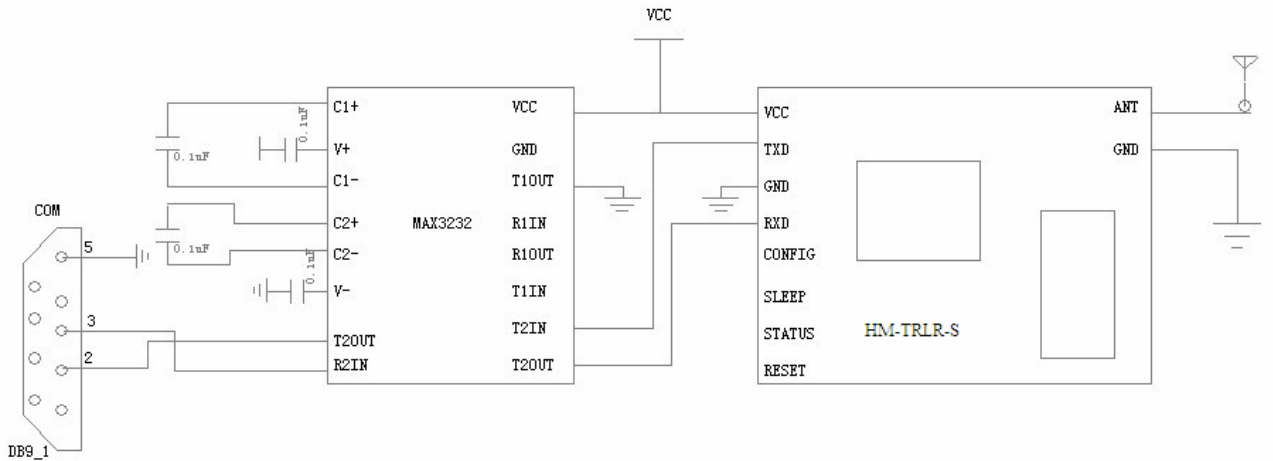 VCC
COM
5
3
2
DB9_1
0.1uF
0.1uF
0.1uF
0.1uF
C1+
V+
C1-
C2+
C2-
V-
T2OUT
R2IN
MAX3232
VCC
GND
T1OUT
R1IN
R1OUT
T1IN
T2IN
T2OUT
VCC
TXD
GND
RXD
CONFIG
SLEEP
STATUS
RESET
HM-TRLR-S
ANT
GND